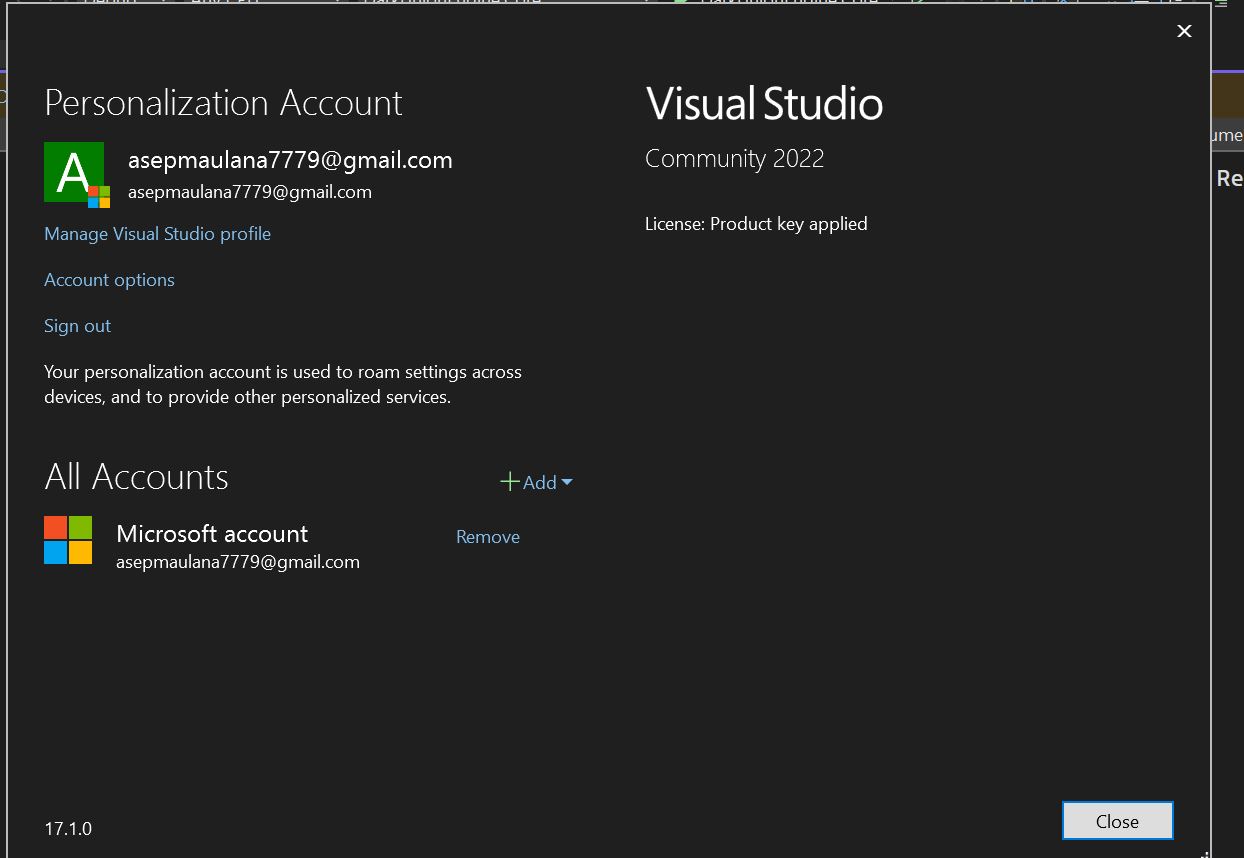 Personalization Account
Visual Studio
A
asepmaulana7779@gmail.com
Community 2022
asepmaulana7779@gmail.com
License: Product key applied
Manage Visual Studio profile
Account options
Sign out
Your personalization account is used to roam settings across
devices, and to provide other personalized services.
All Accounts
Add
Microsoft account
Remove
asepmaulana7779@gmail.com
17.1.0
Close